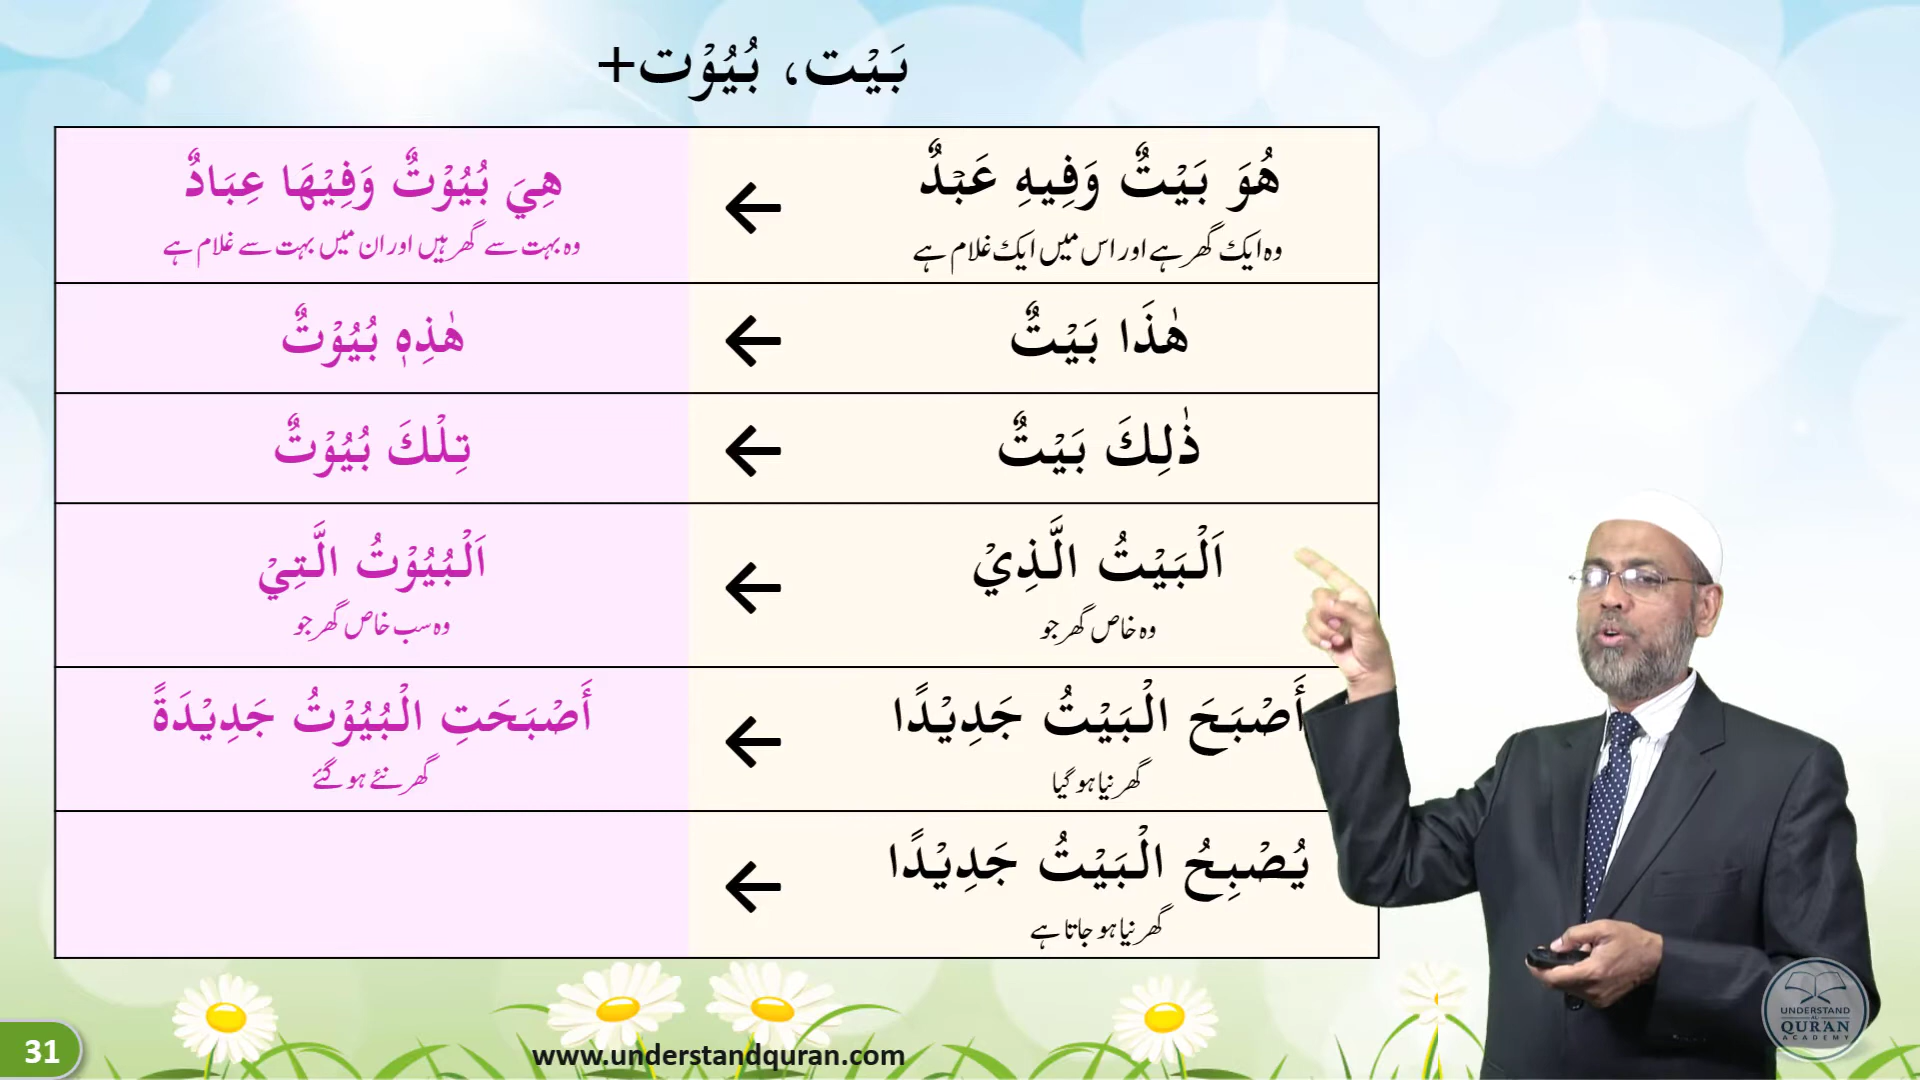 بَيْت، بُيُوْت+
هُوَ بَيْتٌ وَفِيهِ عَبْدٌ ← هِيَ بُيُوْتٌ وَفِيْهَا عِبَادٌ
وہ ایک گھر ہے اور اس میں ایک غلام ہے
وہ بہت سے گھر ہیں اور ان میں بہت سے غلام ہے
هٰذَا بَيْتٌ ← هٰذِهٖ بُيُوْتٌ
ذٰلِكَ بَيْتٌ ← تِلْكَ بُيُوْتٌ
اَلْبَيْتُ الَّذِيْ ← اَلْبُيُوْتُ الَّتِيْ
وہ خاص گھر جو
وہ سب خاص گھر جو
أَصْبَحَ الْبَيْتُ جَدِيْدًا ← أَصْبَحَتِ الْبُيُوْتُ جَدِيْدَةً
گھر نیا ہو گیا
گھر نئے ہو گئے
يُصْبِحُ الْبَيْتُ جَدِيْدًا ←
گھر نیا ہو جاتا ہے
31
www.understandquran.com
UNDERSTAND
AL
QURAN
ACADEMY